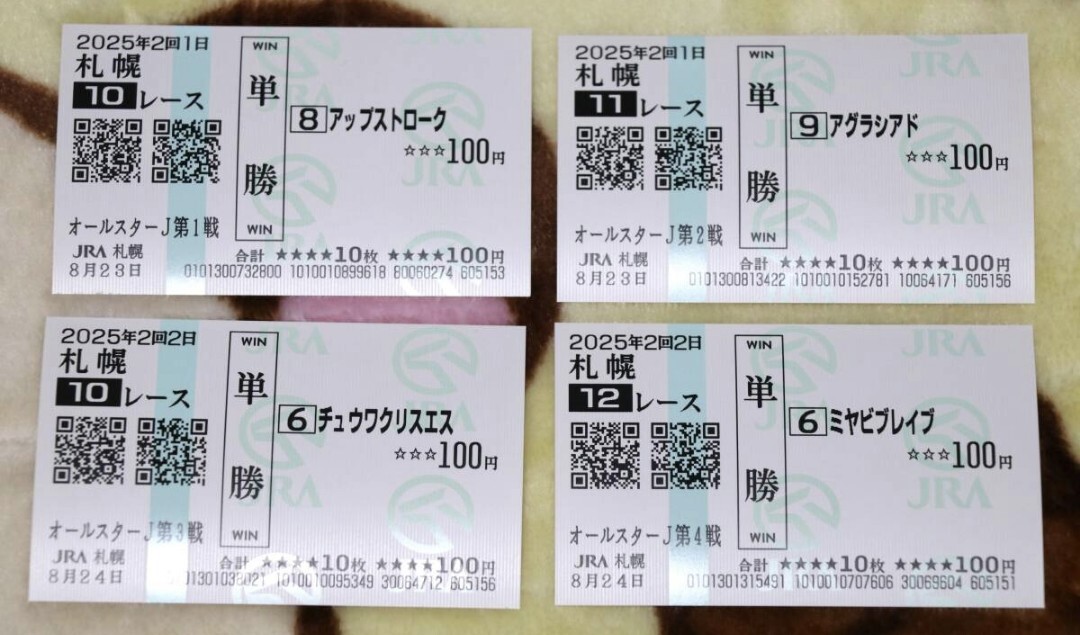 2025年2回1日
札幌
10レース
WIN
単勝
WIN
8アップストローク
☆☆☆100円
オールスターJ第1戦
JRA 札幌
8月23日
合計 ★★★★10枚 ★★★★100円
0101300732800 1010010899618 80060274 605153
JRA
2025年2回1日
札幌
11レース
WIN
単勝
WIN
9アグラシアド
☆☆☆100円
オールスターJ第2戦
JRA 札幌
8月23日
合計 ★★★★10枚 ★★★★100円
0101300813422 1010010152781 10064171 605156
JRA
2025年2回2日
札幌
10レース
WIN
単勝
WIN
6チュウワクリスエス
☆☆☆100円
オールスターJ第3戦
JRA 札幌
8月24日
合計 ★★★★10枚 ★★★★100円
1010010095349 30064712 605156
JRA
2025年2回2日
札幌
12レース
WIN
単勝
WIN
6ミヤビブレイブ
☆☆☆100円
オールスターJ第4戦
JRA 札幌
8月24日
合計 ★★★★10枚 ★★★★100円
0101301315491 1010010707606 30069604 605151
JRA